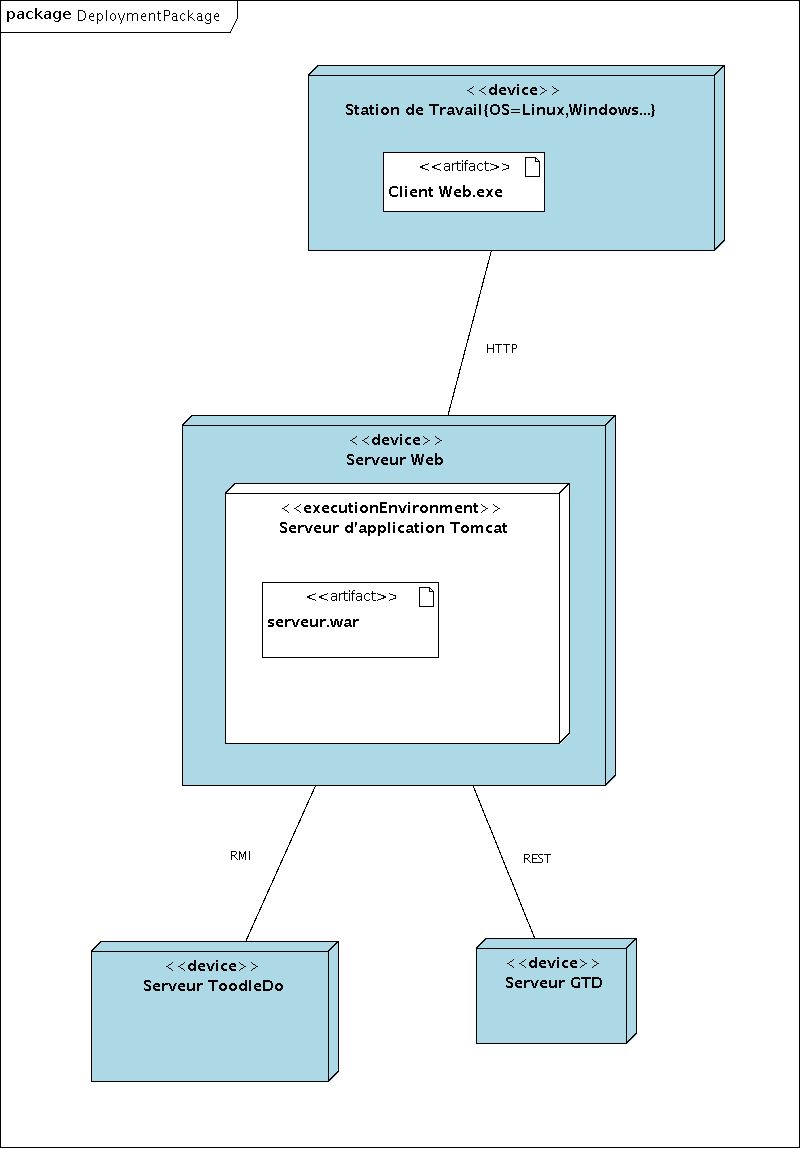 package DeploymentPackage
<<device>>
Station de Travail{OS=Linux,Windows...}
<<artifact>>
Client Web.exe
HTTP
<<device>>
Serveur Web
<<executionEnvironment>>
Serveur d'application Tomcat
<<artifact>>
serveur.war
RMI
REST
<<device>>
Serveur ToodleDo
<<device>>
Serveur GTD